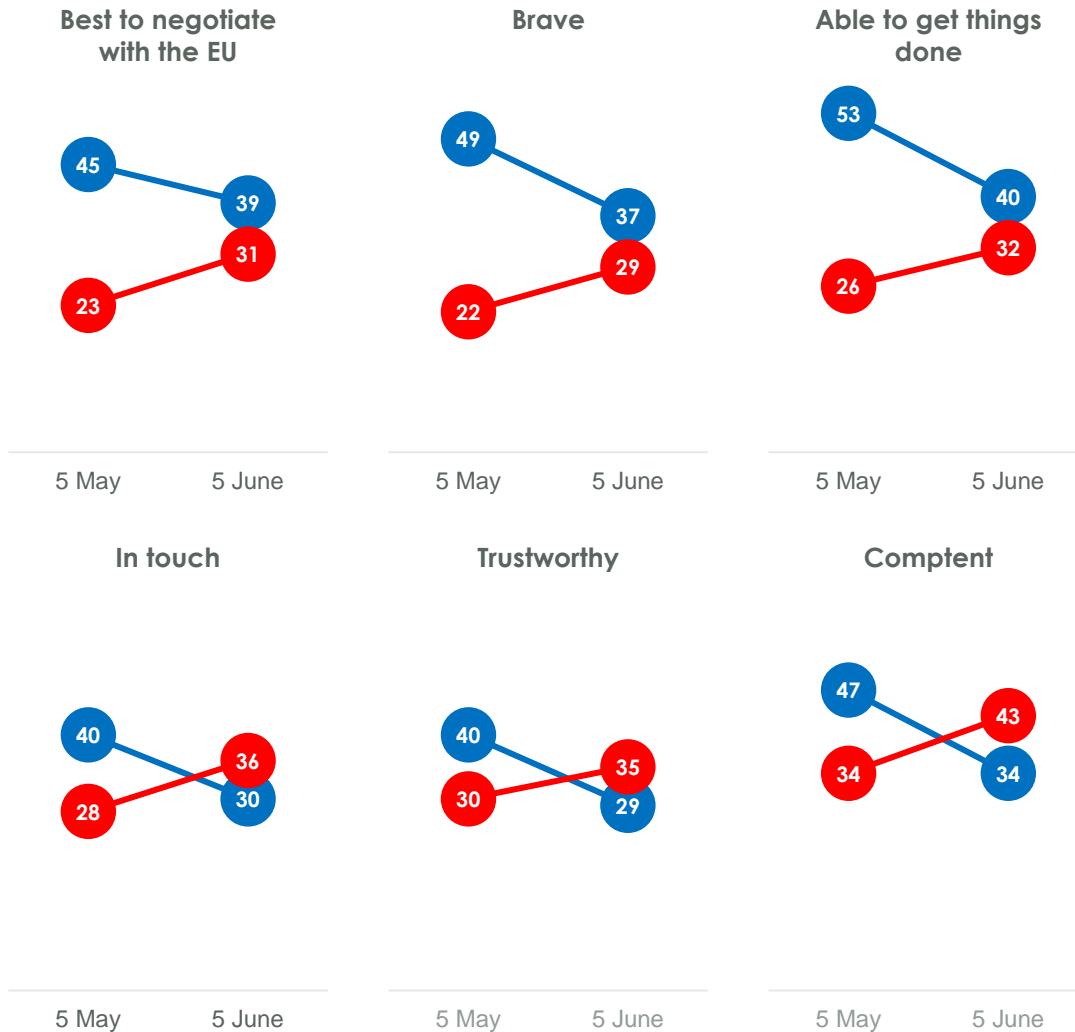 Best to negotiate
with the EU
45
39
31
23
5 May 5 June
Brave
49
37
29
22
5 May 5 June
Able to get things
done
53
40
32
26
5 May 5 June
In touch
40
36
30
28
5 May 5 June
Trustworthy
40
35
30
29
5 May 5 June
Comptent
47
43
34
34
5 May 5 June